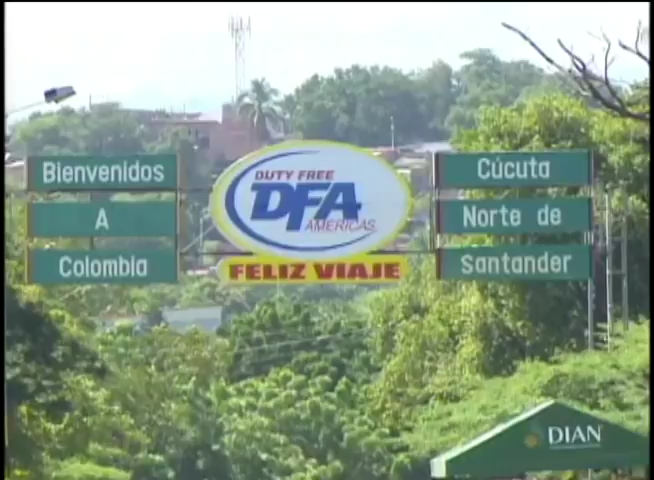 Bienvenidos
A
Colombia
DUTY FREE
DFA
AMERICAS
FELIZ VIAJE
Cúcuta
Norte de
Santander
DIAN